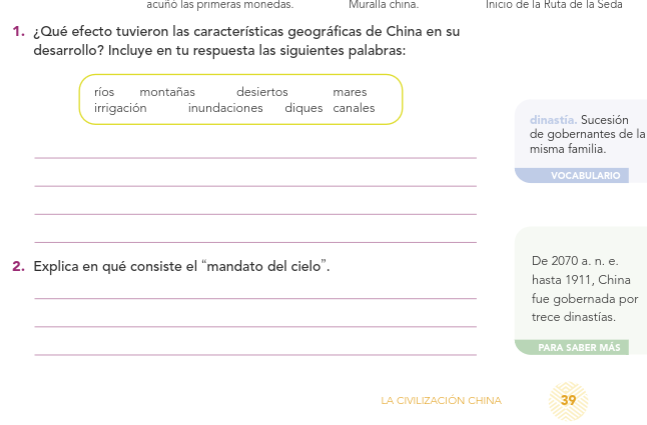 acuñó las primeras monedas.
Muralla china.
Inicio de la Ruta de la Seda
1. ¿Qué efecto tuvieron las características geográficas de China en su
desarrollo? Incluye en tu respuesta las siguientes palabras:
ríos montañas desiertos mares
irrigación inundaciones diques canales
dinastía. Sucesión
de gobernantes de la
misma familia.
VOCABULARIO
2. Explica en qué consiste el “mandato del cielo”.
De 2070 a. n. e.
hasta 1911, China
fue gobernada por
trece dinastías.
PARA SABER MÁS
LA CIVILIZACIÓN CHINA 39